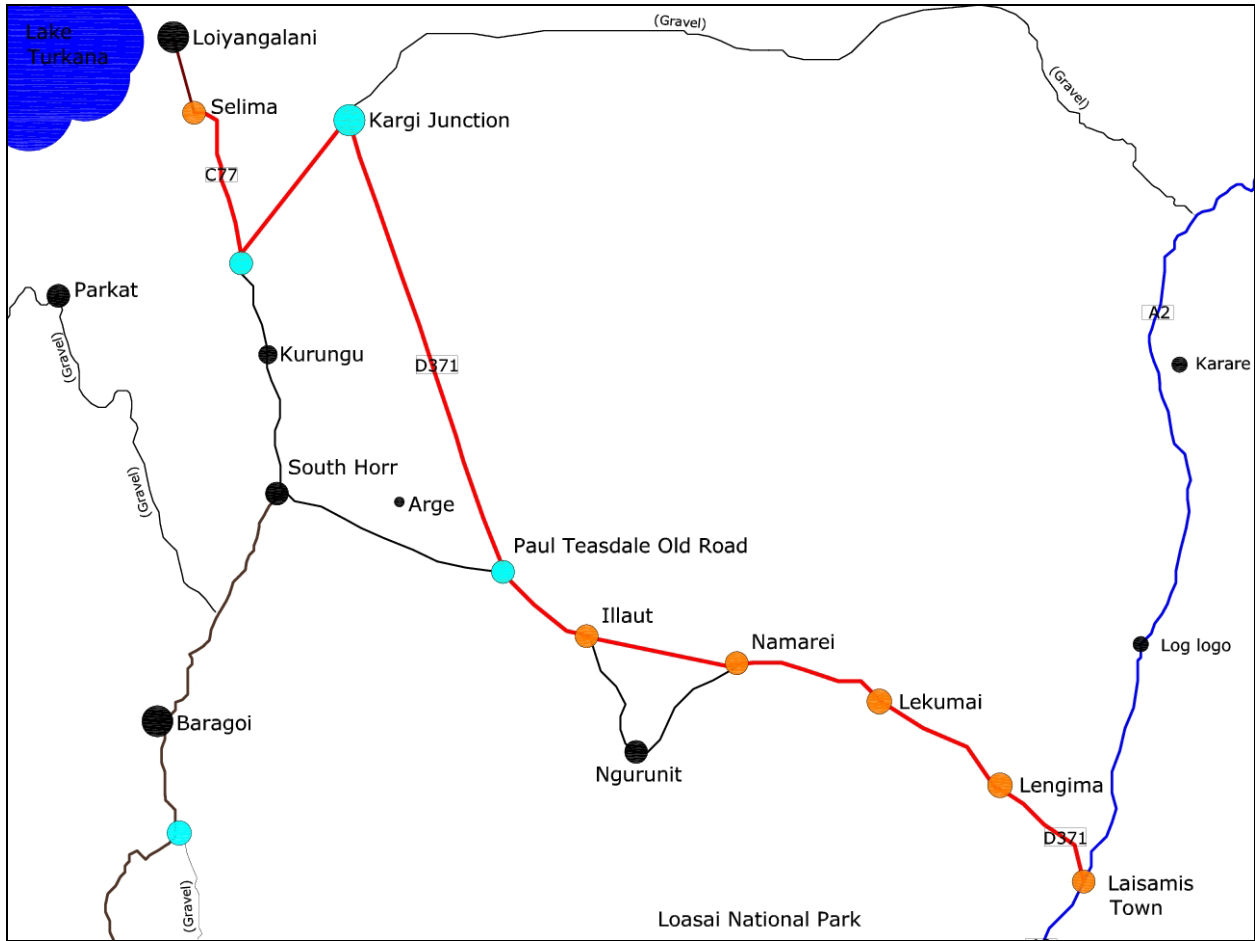 (Gravel)
Lake
Turkana
Loiyangalani
(Gravel)
Selima
Kargi Junction
C77
Parkat
A2
(Gravel)
Kurungu
D371
Karare
South Horr
(Gravel)
Arge
Paul Teasdale Old Road
Illaut
Namarei
Log logo
Lekumai
Baragoi
Ngurunit
Lengima
D371
(Gravel)
Laisamis
Town
Loasai National Park